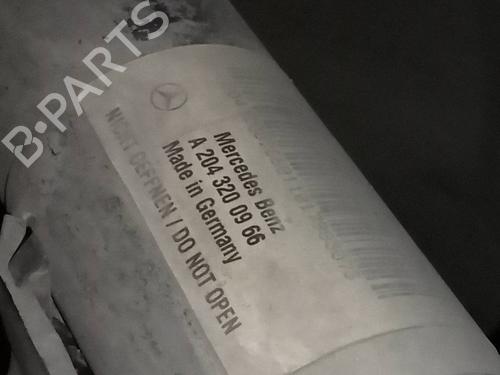 B-PARTS
Mercedes Benz
A 204 320 09 66
Made in Germany
NICHT OEFFNEN / DO NOT OPEN